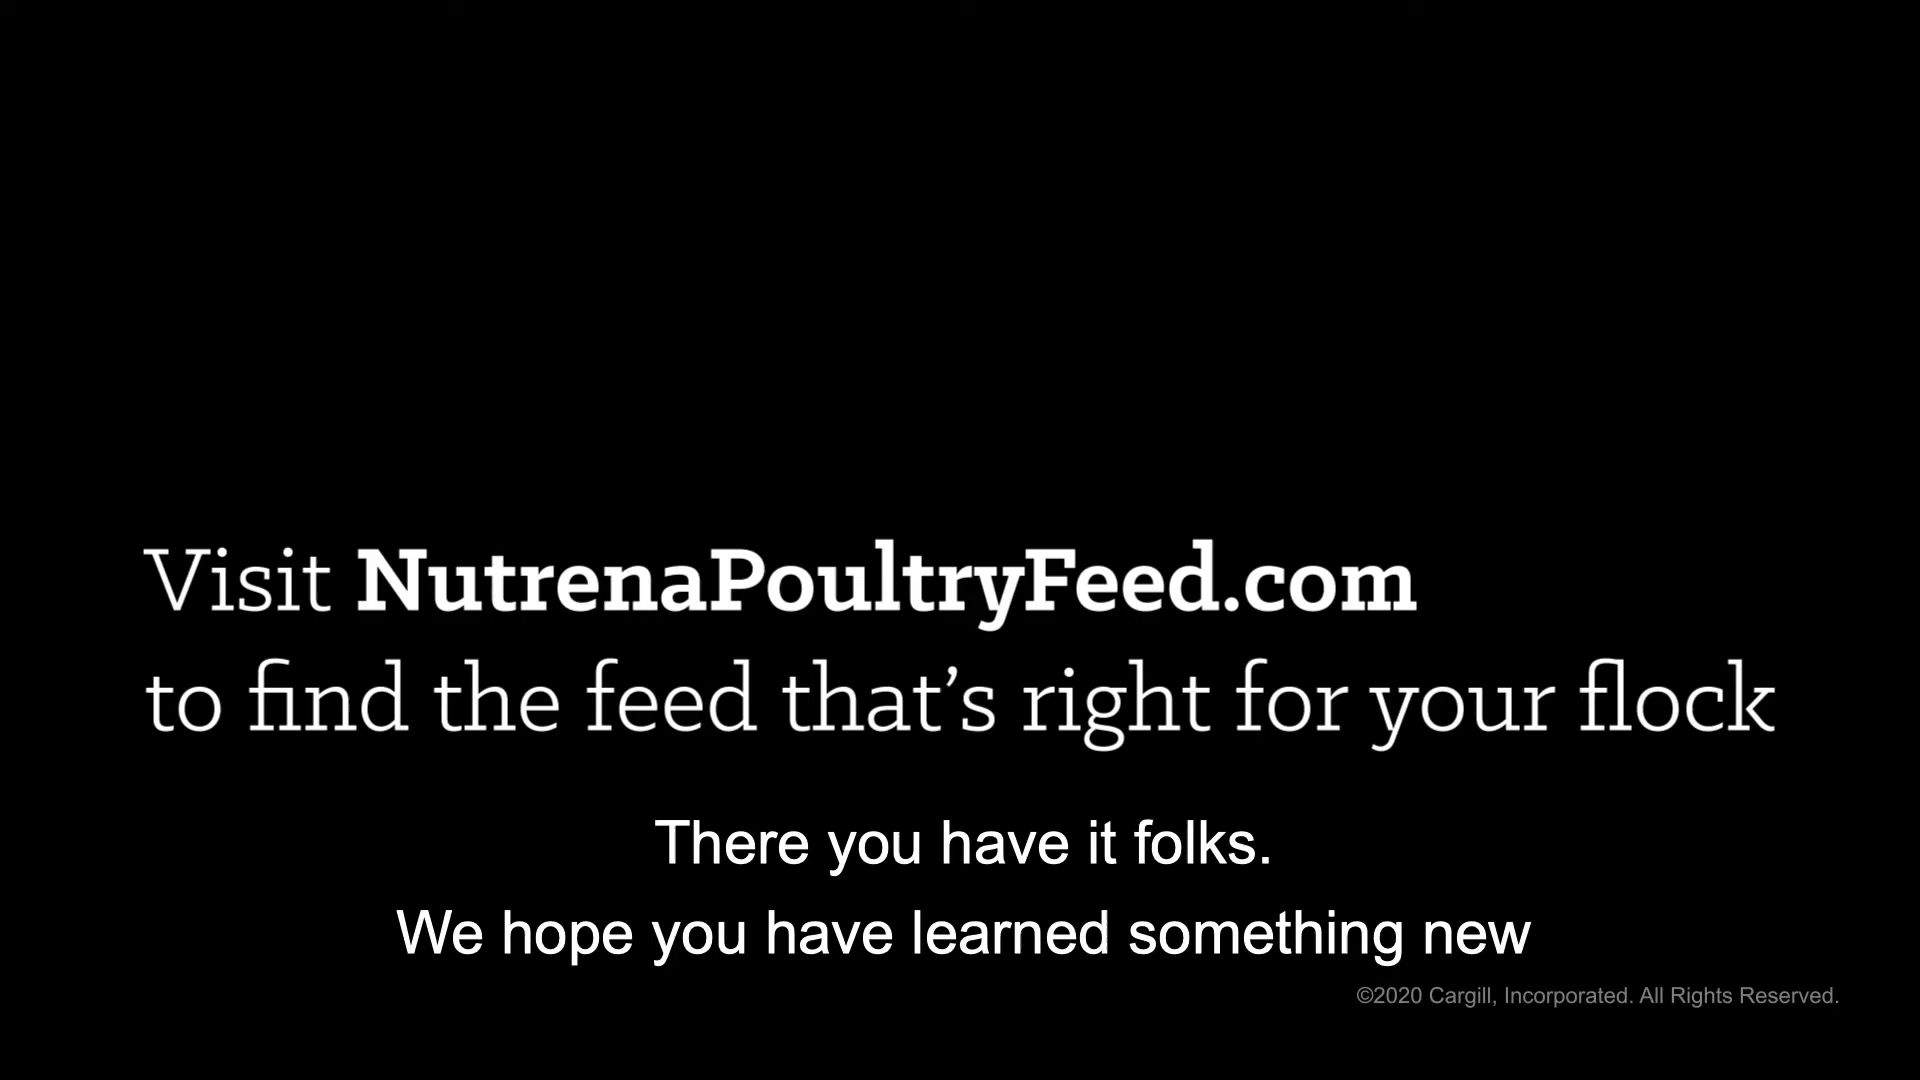 Visit NutrenaPoultryFeed.com
to find the feed that’s right for your flock
There you have it folks.
We hope you have learned something new
©2020 Cargill, Incorporated. All Rights Reserved.